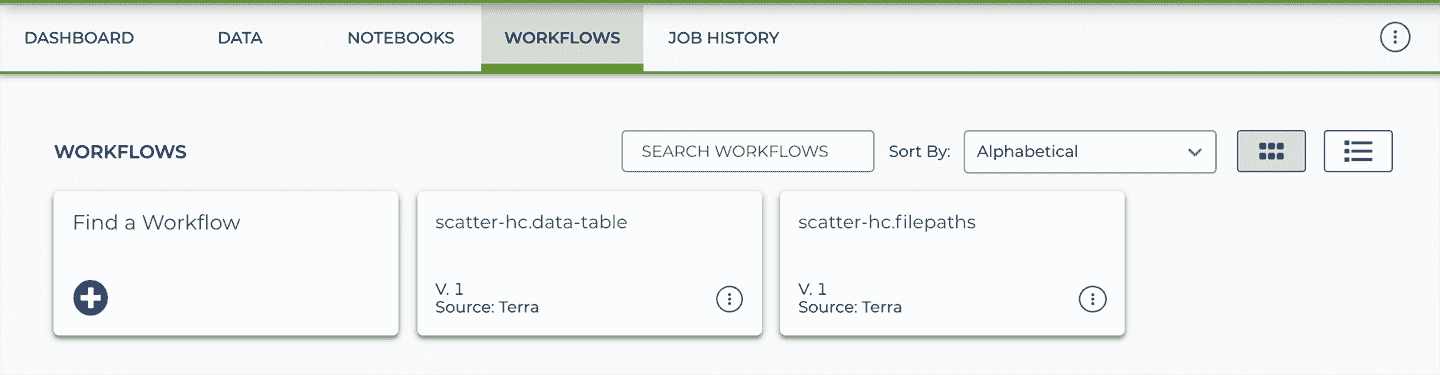 DASHBOARD DATA NOTEBOOKS WORKFLOWS JOB HISTORY
WORKFLOWS SEARCH WORKFLOWS Sort By: Alphabetical
Find a Workflow
scatter-hc.data-table
V. 1
Source: Terra
scatter-hc.filepaths
V. 1
Source: Terra